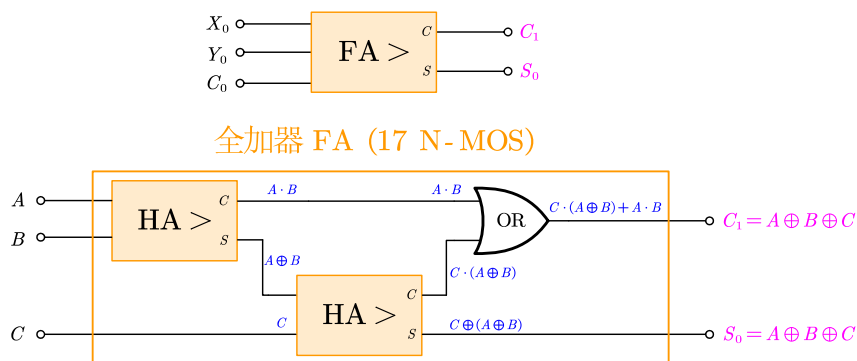 X₀
Y₀
C₀
FA >
C
S
C₁
S₀
全加器 FA (17 N-MOS)
A
B
C
HA >
C
S
A · B
A · B
A⊕B
C
HA >
C
S
C · (A⊕B)
C⊕(A⊕B)
OR
C · (A⊕B)+A · B
C₁=A⊕B⊕C
S₀=A⊕B⊕C